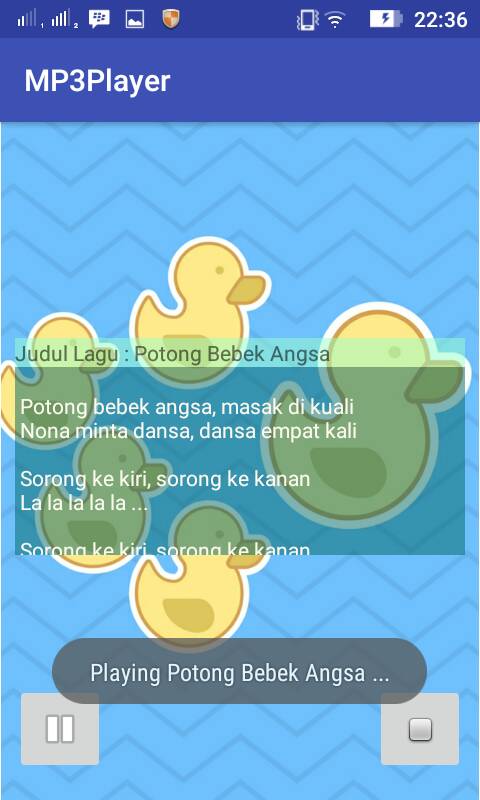 1 2 22:36
MP3Player
Judul Lagu : Potong Bebek Angsa
Potong bebek angsa, masak di kuali
Nona minta dansa, dansa empat kali
Sorong ke kiri, sorong ke kanan
La la la la la ...
Sorong ke kiri, sorong ke kanan
Playing Potong Bebek Angsa ...